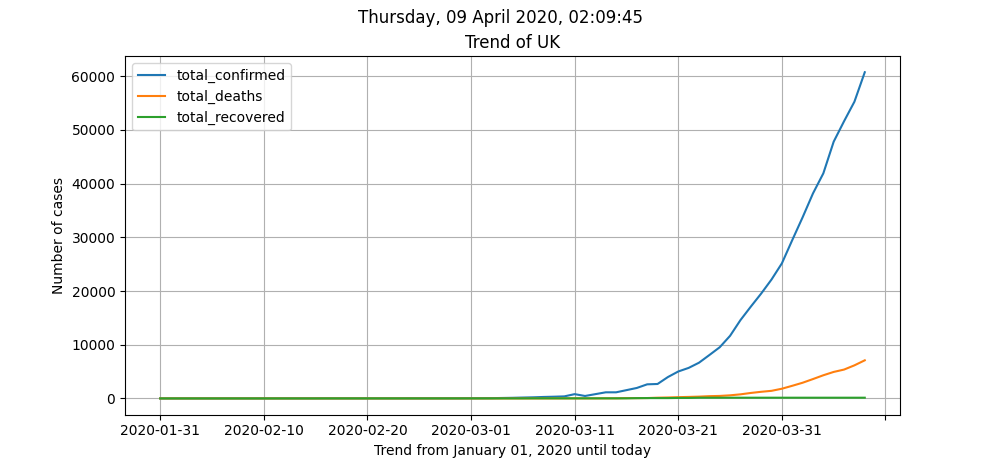 Thursday, 09 April 2020, 02:09:45
Trend of UK
total_confirmed
total_deaths
total_recovered
60000
50000
40000
30000
20000
10000
0
Number of cases
2020-01-31 2020-02-10 2020-02-20 2020-03-01 2020-03-11 2020-03-21 2020-03-31
Trend from January 01, 2020 until today